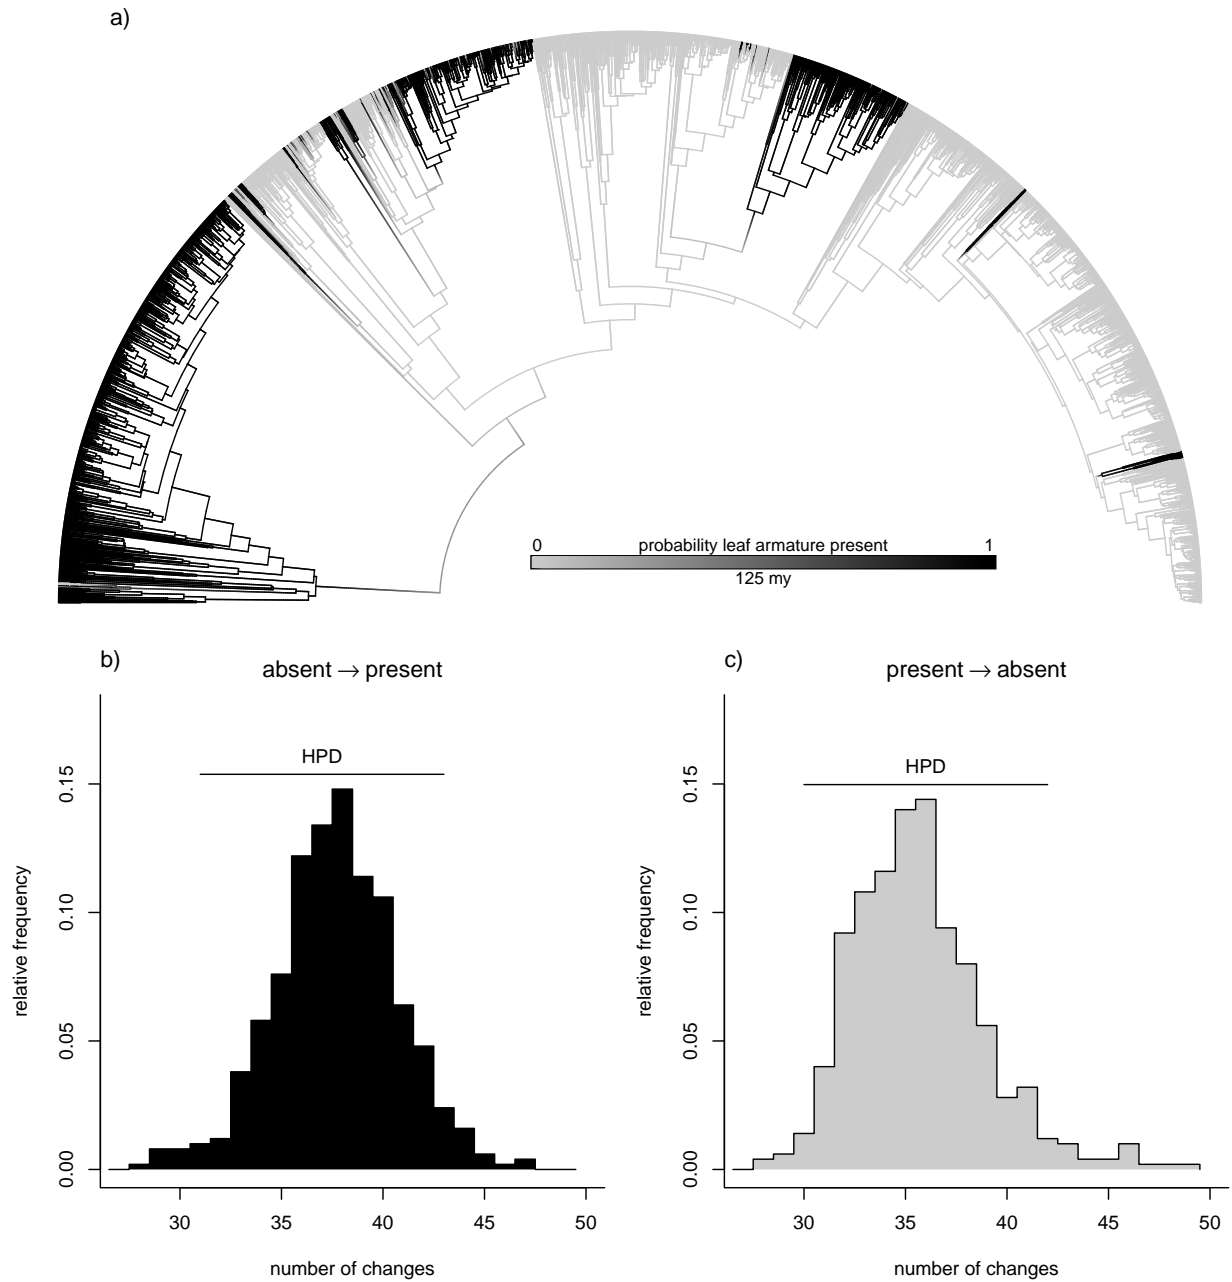 a)
0 probability leaf armature present 1
125 my
b)
absent → present
HPD
0.15
0.10
0.05
0.00
relative frequency
30 35 40 45 50
number of changes
c)
present → absent
HPD
0.15
0.10
0.05
0.00
relative frequency
30 35 40 45 50
number of changes